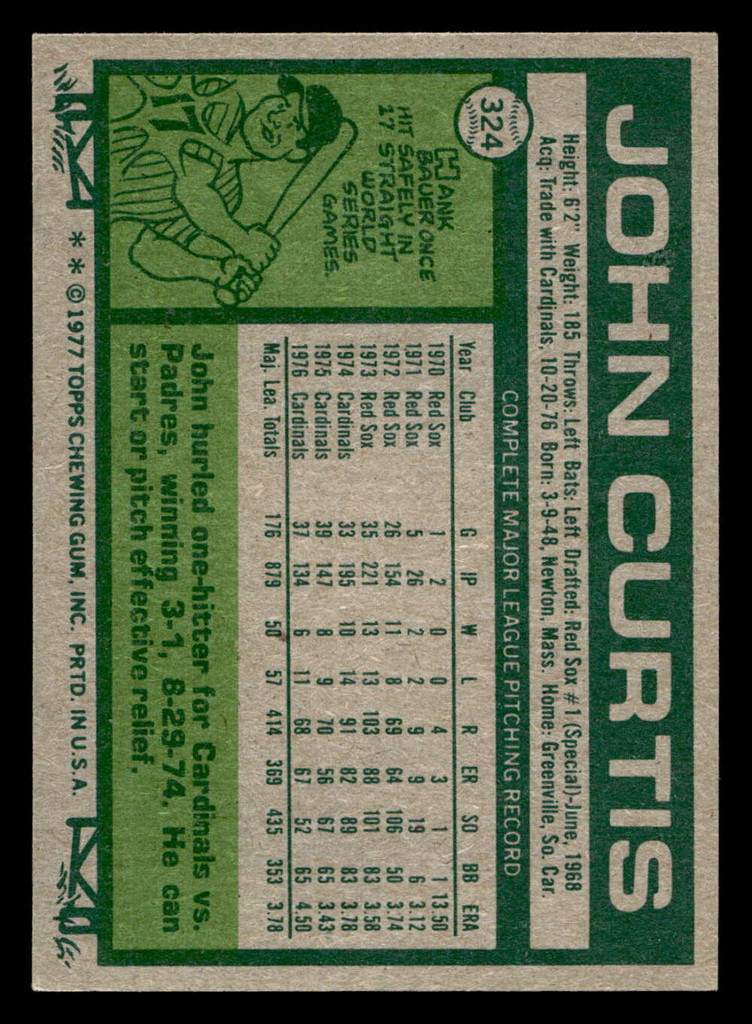 JOHN CURTIS
324
Height: 6'2" Weight: 185 Throws: Left Bats: Left Drafted: Red Sox #1 (Special)-June, 1968
Acq: Trade with Cardinals, 10-20-76 Born: 3-9-48, Newton, Mass. Home: Greenville, So. Car.
COMPLETE MAJOR LEAGUE PITCHING RECORD
Year Club G IP W L R ER SO BB ERA
1970 Red Sox 1 2 0 0 4 3 1 1 13.50
1971 Red Sox 5 26 2 2 9 9 19 6 3.12
1972 Red Sox 26 154 11 8 69 64 106 50 3.74
1973 Red Sox 35 221 13 13 103 88 101 83 3.58
1974 Cardinals 33 195 10 14 91 82 89 83 3.78
1975 Cardinals 39 147 8 9 70 56 67 65 3.43
1976 Cardinals 37 134 6 11 68 67 52 65 4.50
Maj. Lea. Totals 176 879 50 57 414 369 435 353 3.78
HANK
BAUER ONCE
HIT SAFELY IN
17 STRAIGHT
WORLD
SERIES
GAMES.
17
John hurled one-hitter for Cardinals vs.
Padres, winning 3-1, 8-29-74. He can
start or pitch effective relief.
* * © 1977 TOPPS CHEWING GUM, INC. PRTD. IN U.S.A.